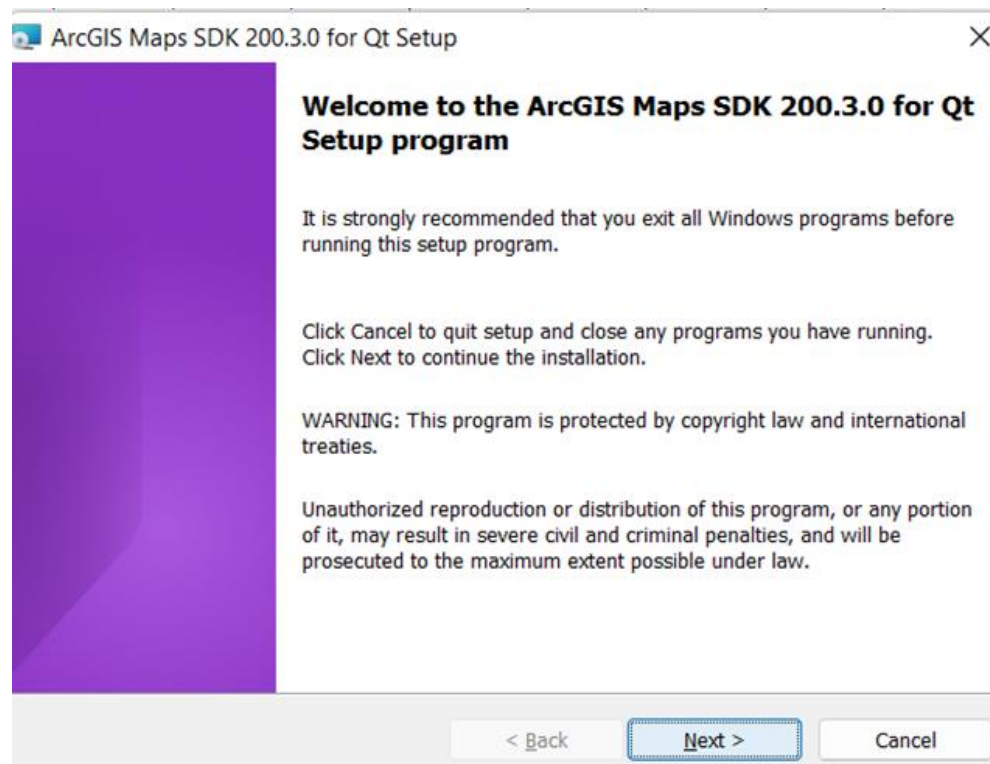 ArcGIS Maps SDK 200.3.0 for Qt Setup
Welcome to the ArcGIS Maps SDK 200.3.0 for Qt
Setup program
It is strongly recommended that you exit all Windows programs before
running this setup program.
Click Cancel to quit setup and close any programs you have running.
Click Next to continue the installation.
WARNING: This program is protected by copyright law and international
treaties.
Unauthorized reproduction or distribution of this program, or any portion
of it, may result in severe civil and criminal penalties, and will be
prosecuted to the maximum extent possible under law.
< Back Next > Cancel